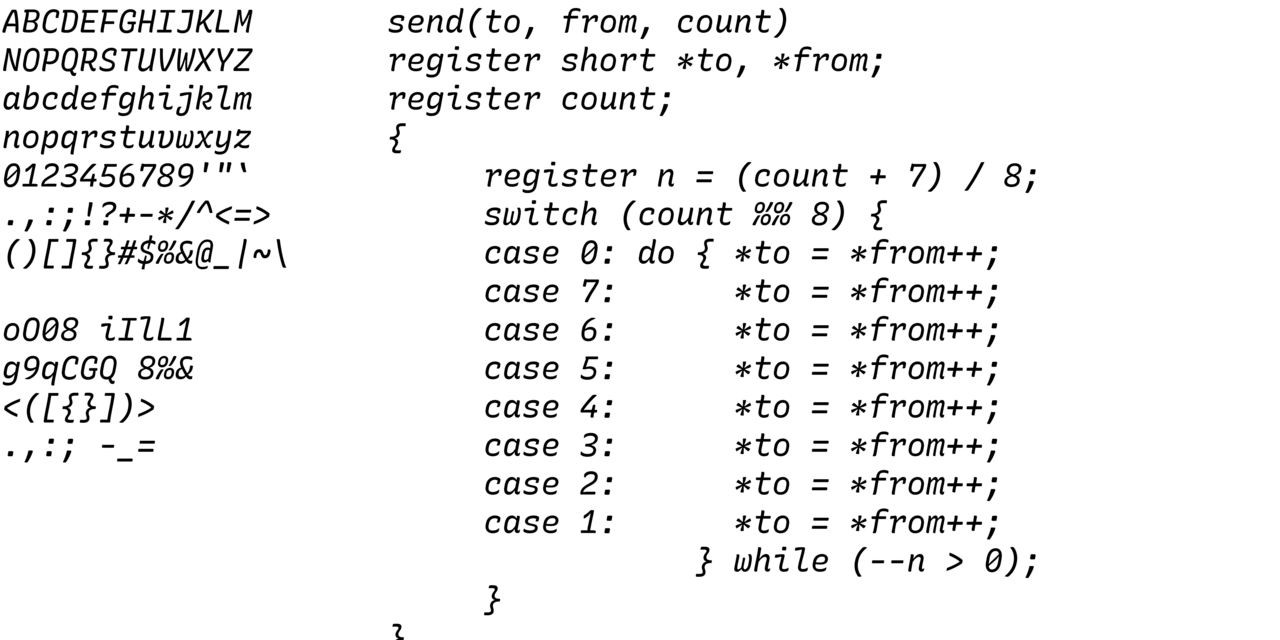 ABCDEFGHIJKLM
NOPQRSTUVWXYZ
abcdefghijklm
nopqrstuvwxyz
0123456789'"`
.,:;!?+-*/^<=>
()[]{}#$%&@_|~\
oO08 iIlL1
g9qCGQ 8%&
<([{}])>
.,:; -_=
send(to, from, count)
register short *to, *from;
register count;
{
     register n = (count + 7) / 8;
     switch (count %% 8) {
     case 0: do { *to = *from++;
     case 7:      *to = *from++;
     case 6:      *to = *from++;
     case 5:      *to = *from++;
     case 4:      *to = *from++;
     case 3:      *to = *from++;
     case 2:      *to = *from++;
     case 1:      *to = *from++;
                } while (--n > 0);
     }
}